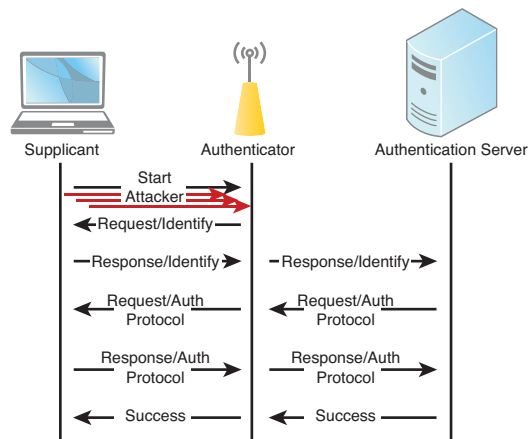 Supplicant Authenticator Authentication Server
Start
Attacker
Request/Identify
Response/Identify Response/Identify
Request/Auth Request/Auth
Protocol Protocol
Response/Auth Response/Auth
Protocol Protocol
Success Success